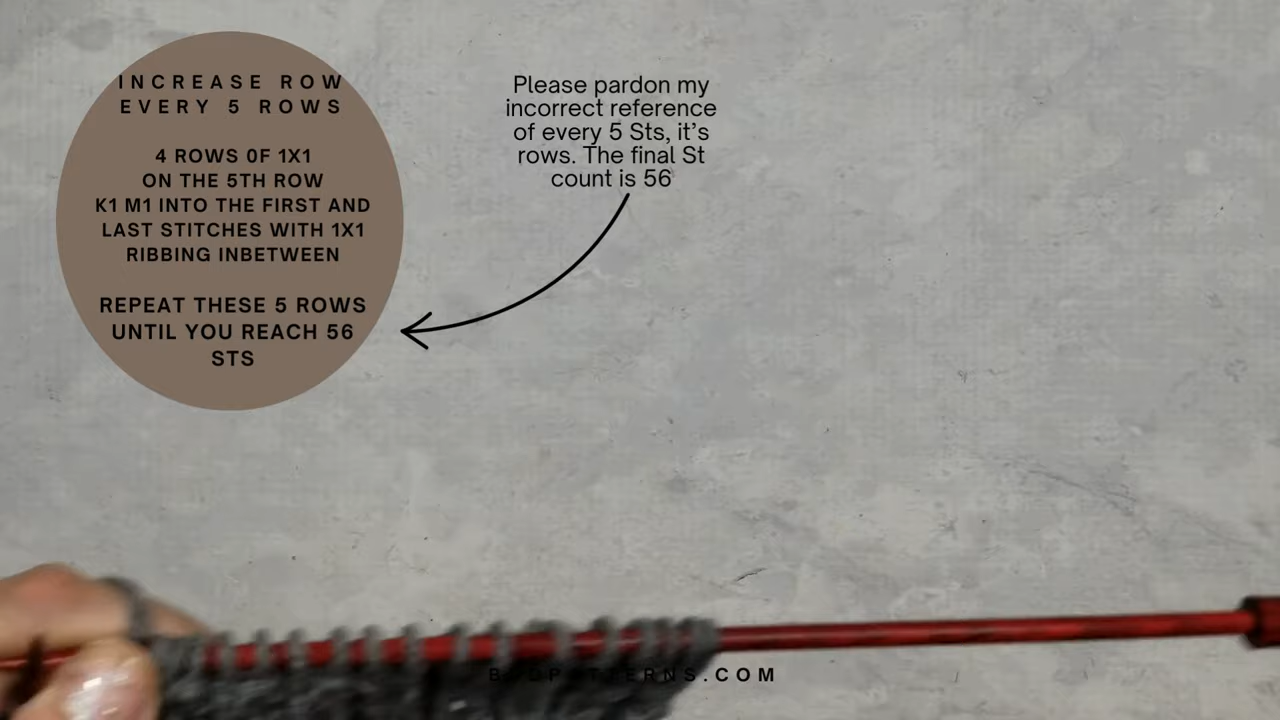 INCREASE ROW
EVERY 5 ROWS
4 ROWS 0F 1X1
ON THE 5TH ROW
K1 M1 INTO THE FIRST AND
LAST STITCHES WITH 1X1
RIBBING INBETWEEN
REPEAT THESE 5 ROWS
UNTIL YOU REACH 56
STS
Please pardon my
incorrect reference
of every 5 Sts, it’s
rows. The final St
count is 56